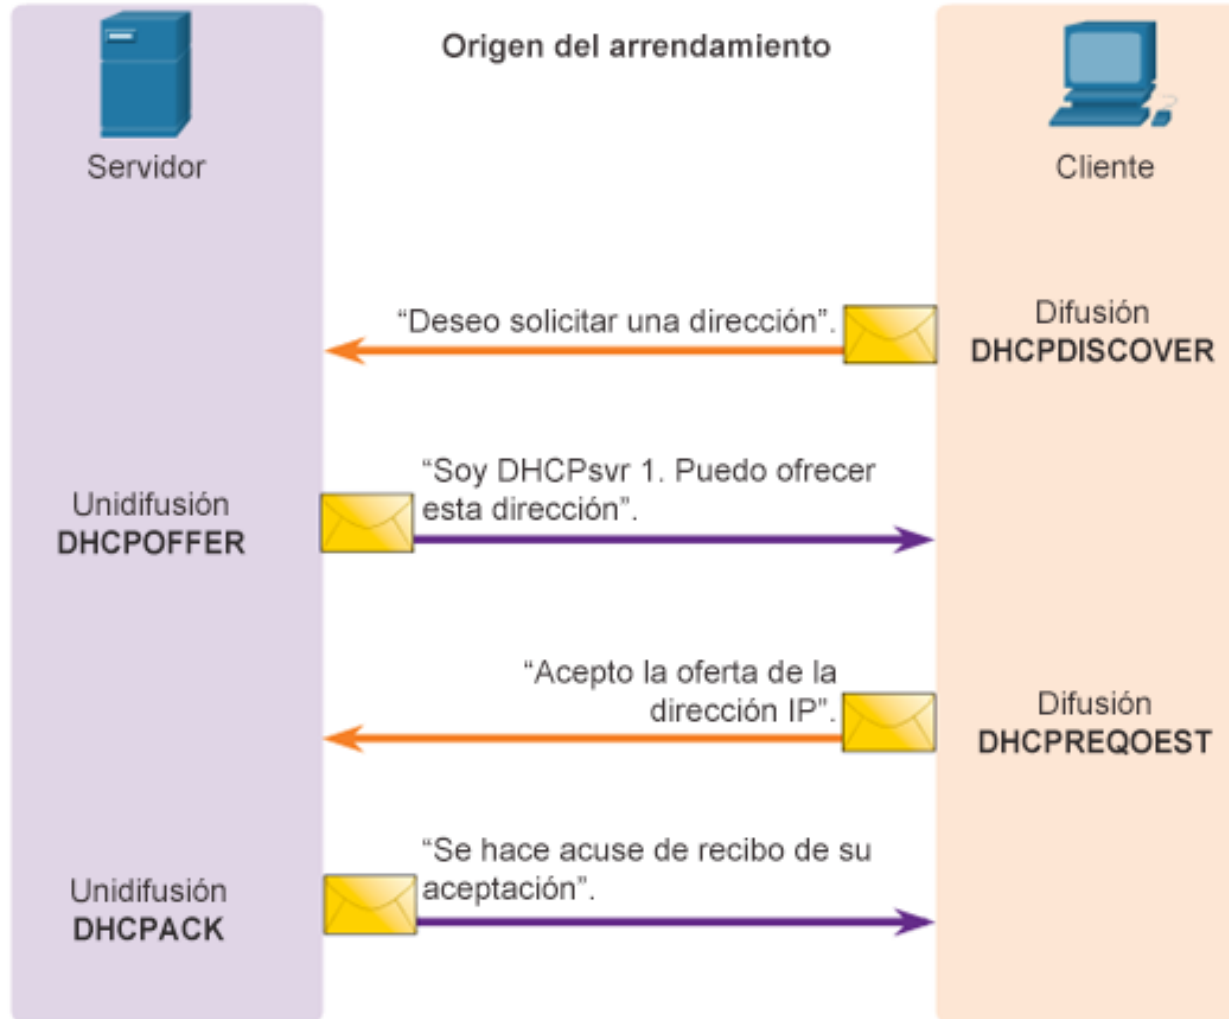 Origen del arrendamiento
Servidor
Cliente
“Deseo solicitar una dirección”.
Difusión
DHCPDISCOVER
Unidifusión
DHCPOFFER
“Soy DHCPsvr 1. Puedo ofrecer
esta dirección”.
“Acepto la oferta de la
dirección IP”.
Difusión
DHCPREQOEST
Unidifusión
DHCPACK
“Se hace acuse de recibo de su
aceptación”.